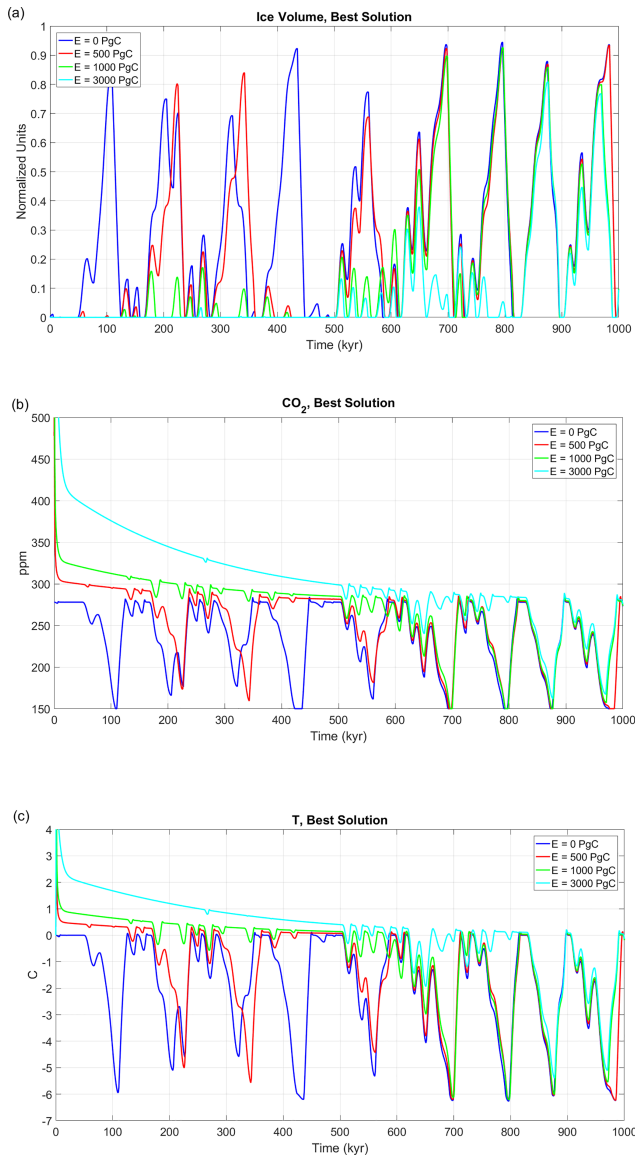 (a)
Ice Volume, Best Solution
E = 0 PgC
E = 500 PgC
E = 1000 PgC
E = 3000 PgC
Normalized Units
1
0.9
0.8
0.7
0.6
0.5
0.4
0.3
0.2
0.1
0
0 100 200 300 400 500 600 700 800 900 1000
Time (kyr)
(b)
CO2, Best Solution
E = 0 PgC
E = 500 PgC
E = 1000 PgC
E = 3000 PgC
ppm
500
450
400
350
300
250
200
150
0 100 200 300 400 500 600 700 800 900 1000
Time (kyr)
(c)
T, Best Solution
E = 0 PgC
E = 500 PgC
E = 1000 PgC
E = 3000 PgC
C
4
3
2
1
0
-1
-2
-3
-4
-5
-6
-7
0 100 200 300 400 500 600 700 800 900 1000
Time (kyr)